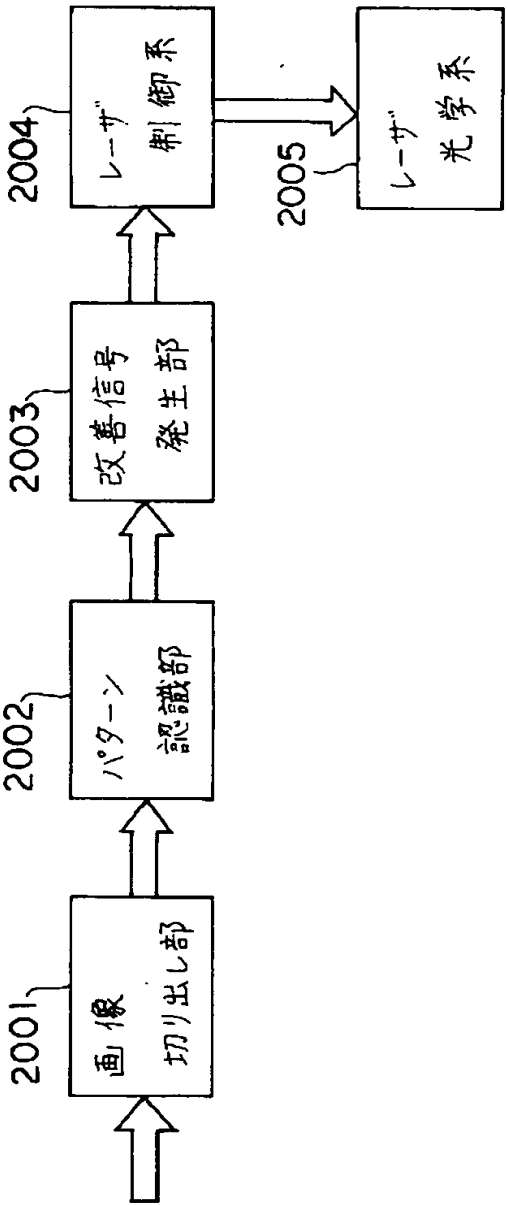 2001
画像
切り出し部
2002
パターン
認識部
2003
改善信号
発生部
2004
レーザ
制御系
2005
レーザ
光学系